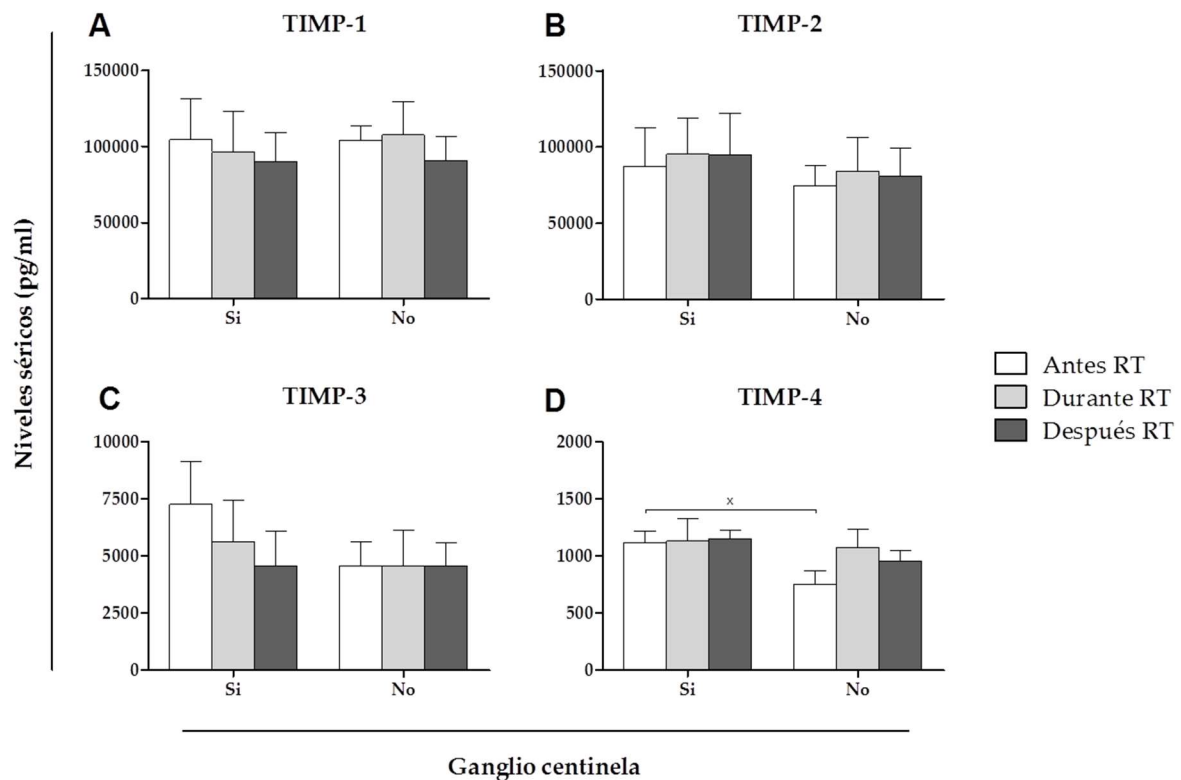 A
TIMP-1
150000
100000
50000
0
Si
No
B
TIMP-2
150000
100000
50000
0
Si
No
Niveles séricos (pg/ml)
C
TIMP-3
10000
7500
5000
2500
0
Si
No
D
TIMP-4
2000
1500
1000
500
0
x
Si
No
Antes RT
Durante RT
Después RT
Ganglio centinela